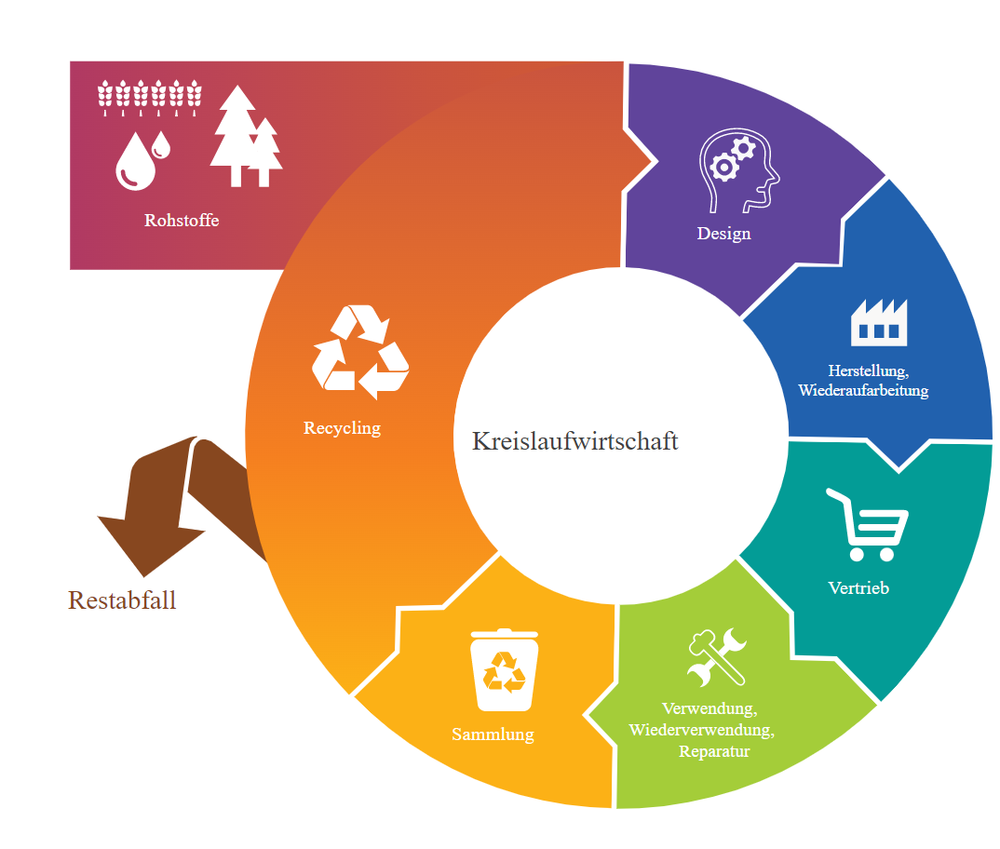 Rohstoffe
Design
Herstellung,
Wiederaufarbeitung
Recycling
Kreislaufwirtschaft
Vertrieb
Restabfall
Verwendung,
Wiederverwendung,
Reparatur
Sammlung